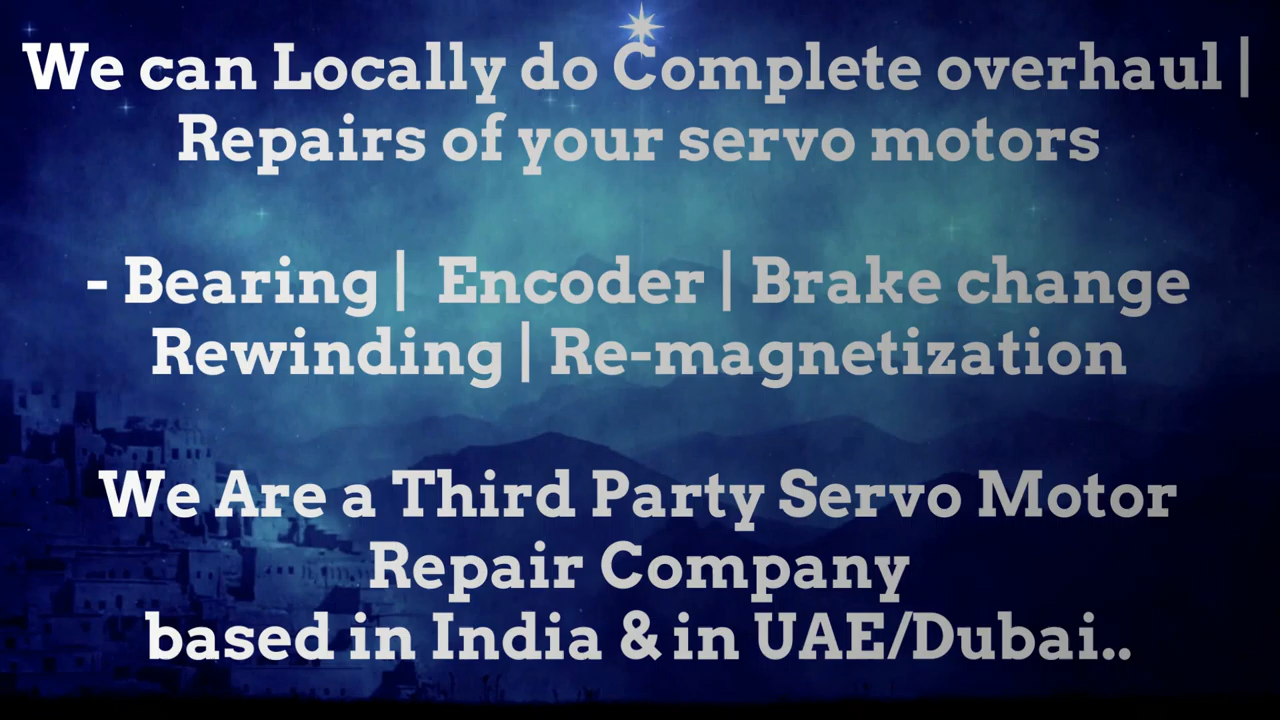 We can Locally do Complete overhaul |
Repairs of your servo motors
- Bearing | Encoder | Brake change
Rewinding | Re-magnetization
We Are a Third Party Servo Motor
Repair Company
based in India & in UAE/Dubai..